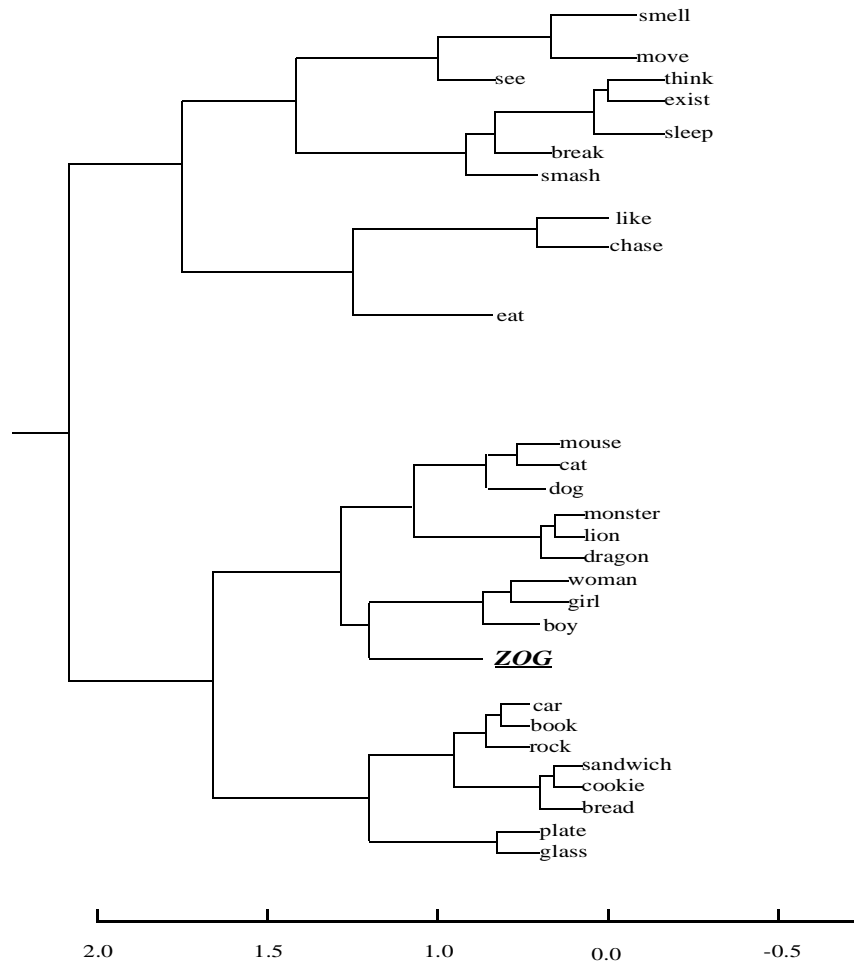 smell
move
see
think
exist
sleep
break
smash
like
chase
eat
mouse
cat
dog
monster
lion
dragon
woman
girl
boy
ZOG
car
book
rock
sandwich
cookie
bread
plate
glass
2.0 1.5 1.0 0.0 -0.5